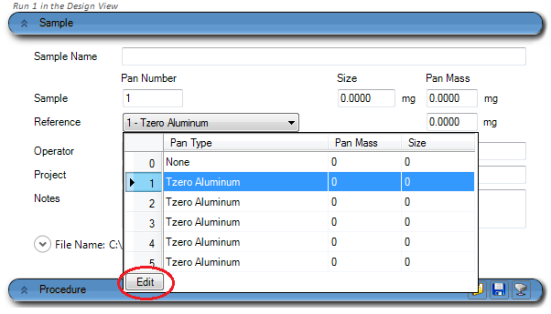 Run 1 in the Design View
Sample
Sample Name
Pan Number Size Pan Mass
Sample 1 0.0000 mg 0.0000 mg
Reference 1 - Tzero Aluminum 0.0000 mg
Pan Type Pan Mass Size
Operator 0 None 0 0
Project 1 Tzero Aluminum 0 0
Notes 2 Tzero Aluminum 0 0
3 Tzero Aluminum 0 0
File Name: C:\ 4 Tzero Aluminum 0 0
5 Tzero Aluminum 0 0
Edit
Procedure